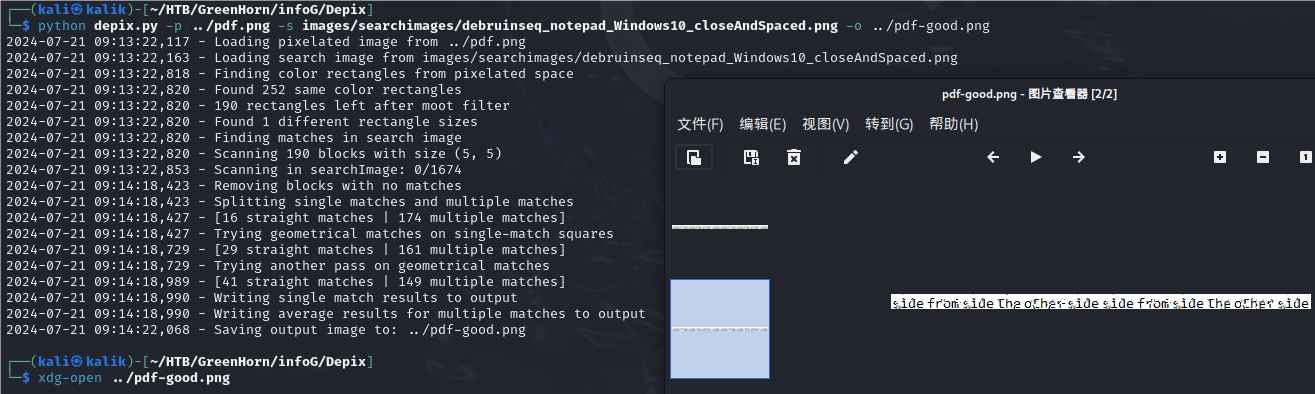 ┌──(kali㉿kalik)-[~/HTB/GreenHorn/infoG/Depix]
└─$ python depix.py -p ../pdf.png -s images/searchimages/debruinseq_notepad_Windows10_closeAndSpaced.png -o ../pdf-good.png
2024-07-21 09:13:22,117 - Loading pixelated image from ../pdf.png
2024-07-21 09:13:22,163 - Loading search image from images/searchimages/debruinseq_notepad_Windows10_closeAndSpaced.png
2024-07-21 09:13:22,818 - Finding color rectangles from pixelated space
2024-07-21 09:13:22,820 - Found 252 same color rectangles
2024-07-21 09:13:22,820 - 190 rectangles left after moot filter
2024-07-21 09:13:22,820 - Found 1 different rectangle sizes
2024-07-21 09:13:22,820 - Finding matches in search image
2024-07-21 09:13:22,820 - Scanning 190 blocks with size (5, 5)
2024-07-21 09:13:22,853 - Scanning in searchImage: 0/1674
2024-07-21 09:14:18,423 - Removing blocks with no matches
2024-07-21 09:14:18,423 - Splitting single matches and multiple matches
2024-07-21 09:14:18,427 - [16 straight matches | 174 multiple matches]
2024-07-21 09:14:18,427 - Trying geometrical matches on single-match squares
2024-07-21 09:14:18,729 - [29 straight matches | 161 multiple matches]
2024-07-21 09:14:18,729 - Trying another pass on geometrical matches
2024-07-21 09:14:18,989 - [41 straight matches | 149 multiple matches]
2024-07-21 09:14:18,990 - Writing single match results to output
2024-07-21 09:14:18,990 - Writing average results for multiple matches to output
2024-07-21 09:14:22,068 - Saving output image to: ../pdf-good.png
┌──(kali㉿kalik)-[~/HTB/GreenHorn/infoG/Depix]
└─$ xdg-open ../pdf-good.png
pdf-good.png - 图片查看器 [2/2]
文件(F) 编辑(E) 视图(V) 转到(G) 帮助(H)
side from side the other side side from side the other side